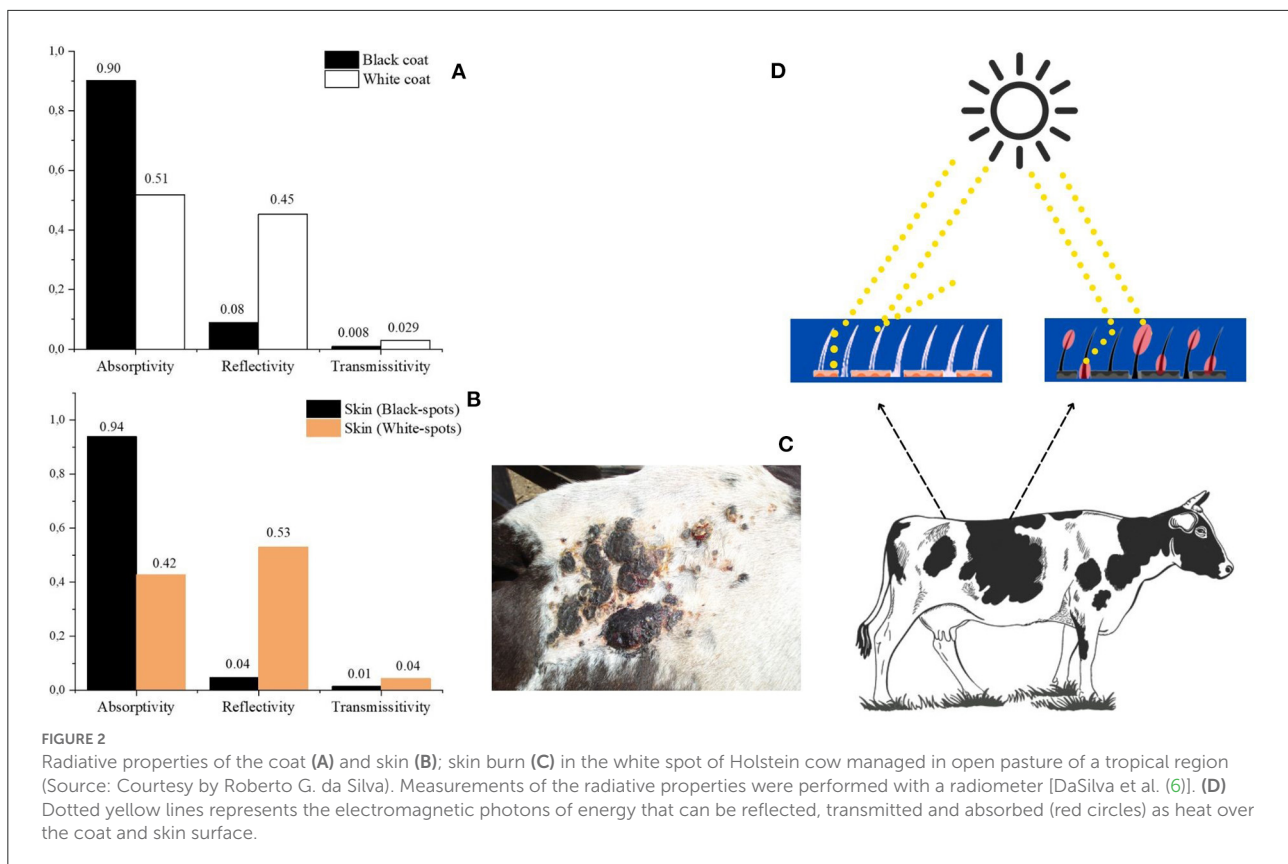 1,0
0.90
Black coat
White coat
A
0,8
0,6
0.51
0.45
0,4
0,2
0.08
0.008
0.029
0,0
Absorptivity
Reflectivity
Transmissitivity
B
1,0
0.94
Skin (Black-spots)
Skin (White-spots)
0,8
0,6
0.53
0.42
0,4
0,2
0.04
0.01
0.04
0,0
Absorptivity
Reflectivity
Transmissitivity
C
D
FIGURE 2
Radiative properties of the coat (A) and skin (B); skin burn (C) in the white spot of Holstein cow managed in open pasture of a tropical region
(Source: Courtesy by Roberto G. da Silva). Measurements of the radiative properties were performed with a radiometer [DaSilva et al. (6)]. (D)
Dotted yellow lines represents the electromagnetic photons of energy that can be reflected, transmitted and absorbed (red circles) as heat over
the coat and skin surface.